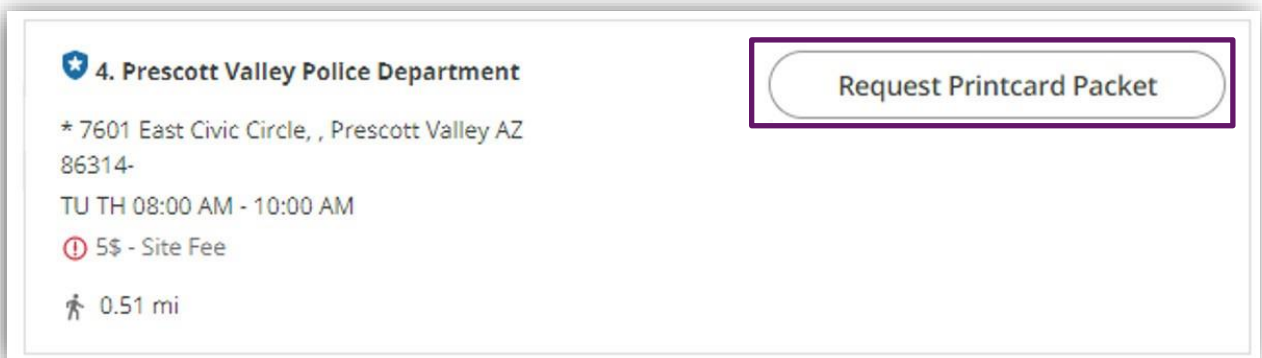 4. Prescott Valley Police Department
Request Printcard Packet
* 7601 East Civic Circle, , Prescott Valley AZ
86314-
TU TH 08:00 AM - 10:00 AM
5$ - Site Fee
0.51 mi